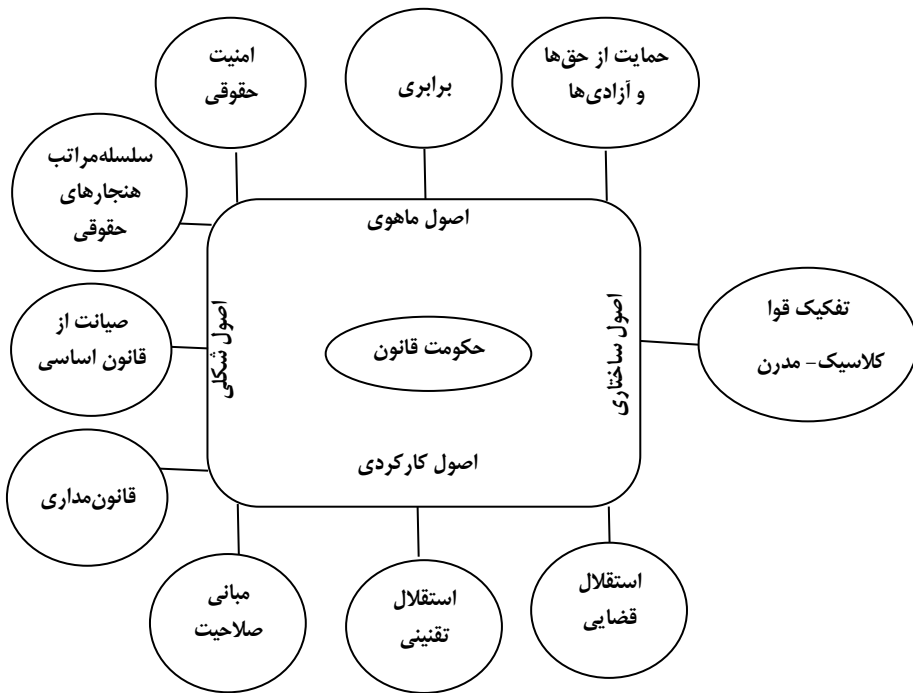 حمایت از حق‌ها
و آزادی‌ها
برابری
امنیت
حقوقی
سلسله‌مراتب
هنجارهای
حقوقی
اصول ماهوی
تفکیک قوا
کلاسیک- مدرن
اصول ساختاری
حکومت قانون
اصول شکلی
صیانت از
قانون اساسی
اصول کارکردی
قانون‌مداری
استقلال
قضایی
استقلال
تقنینی
مبانی
صلاحیت